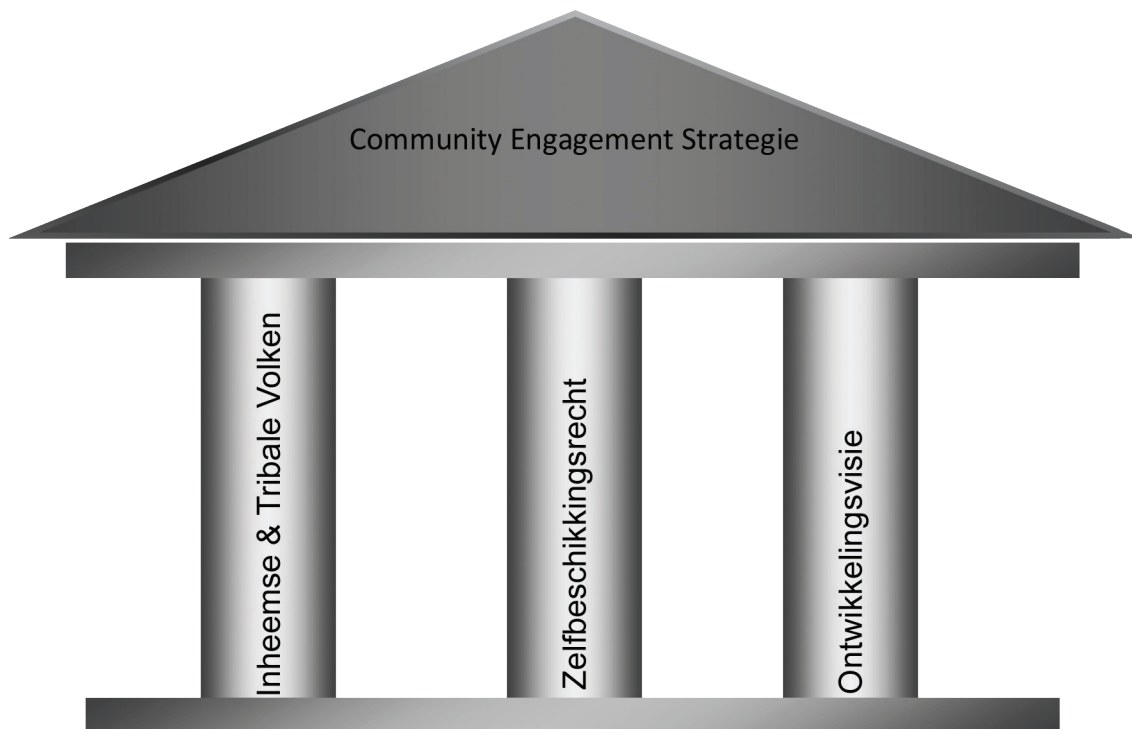 Community Engagement Strategie
Inheemse & Tribale Volken
Zelfbeschikkingsrecht
Ontwikkelingsvisie